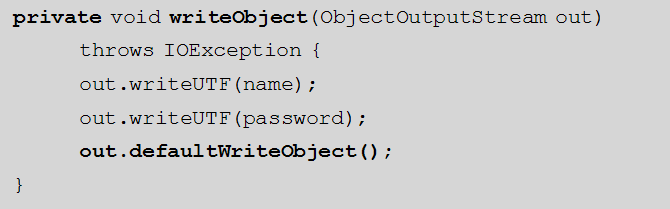 private void writeObject(ObjectOutputStream out)
throws IOException {
out.writeUTF(name);
out.writeUTF(password);
out.defaultWriteObject();
}